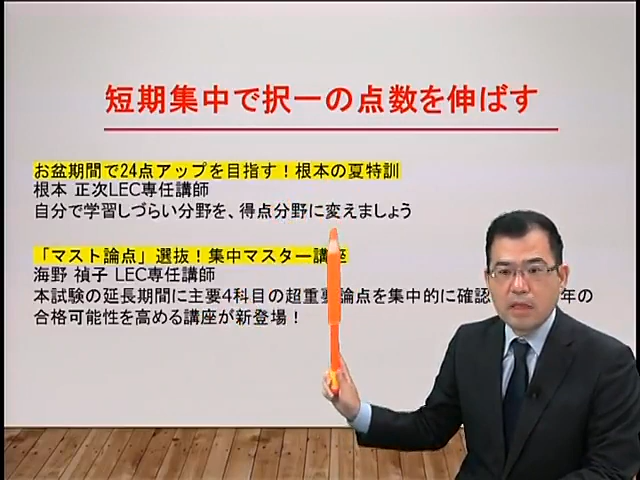 短期集中で択一の点数を伸ばす
お盆期間で24点アップを目指す！根本の夏特訓
根本 正次LEC専任講師
自分で学習しづらい分野を、得点分野に変えましょう
「マスト論点」選抜！集中マスター講座
海野 禎子 LEC専任講師
本試験の延長期間に主要4科目の超重要論点を集中的に確認 年の
合格可能性を高める講座が新登場！